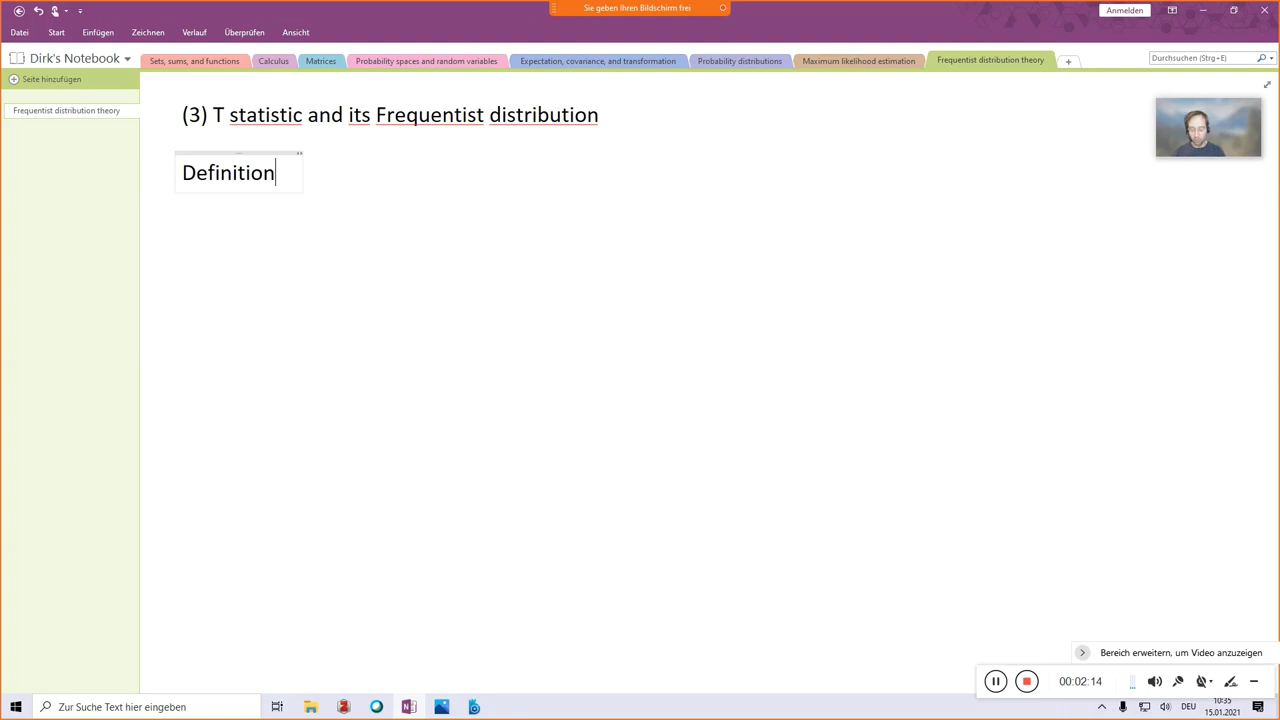 Sie geben Ihren Bildschirm frei
Anmelden
Datei Start Einfügen Zeichnen Verlauf Überprüfen Ansicht
Dirk's Notebook Sets, sums, and functions Calculus Matrices Probability spaces and random variables Expectation, covariance, and transformation Probability distributions Maximum likelihood estimation Frequentist distribution theory + Durchsuchen (Strg+E)
Seite hinzufügen
Frequentist distribution theory
(3) T statistic and its Frequentist distribution
Definition
Bereich erweitern, um Video anzuzeigen
00:02:14
Zur Suche Text hier eingeben
DEU
10:35
15.01.2021